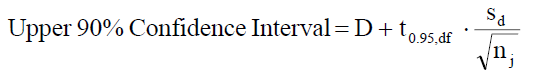 Upper 90% Confidence Interval = D + t0.95,df · sd/√nj